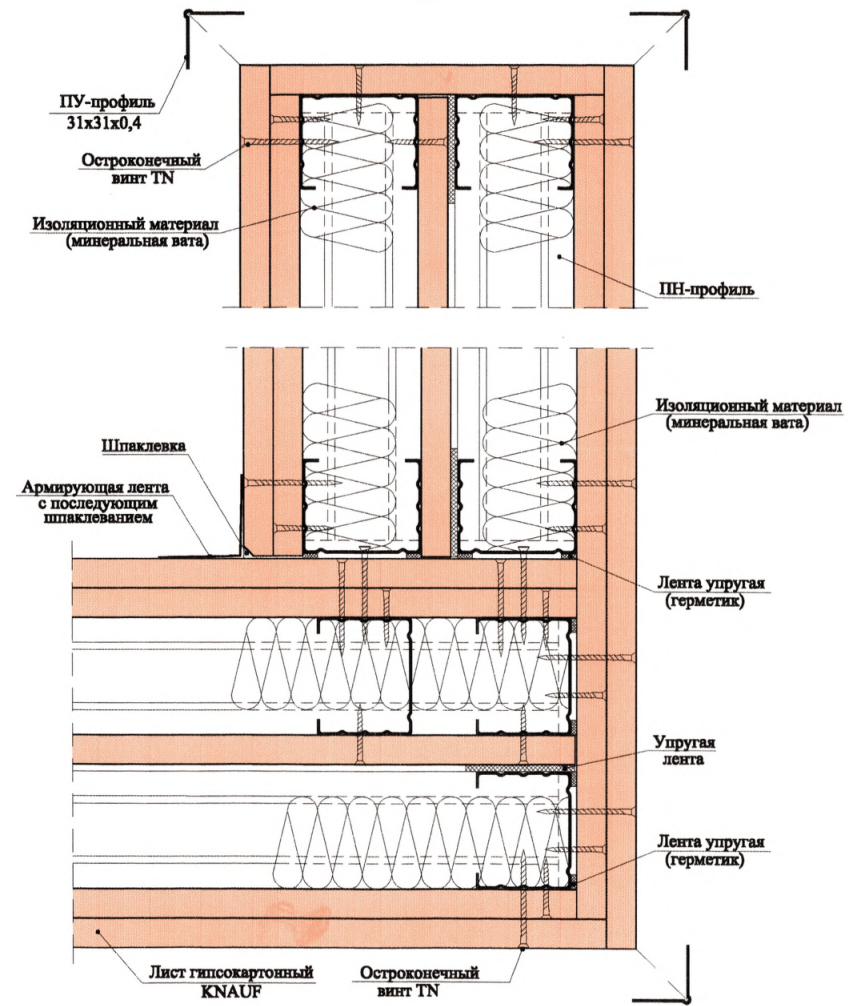 ПУ-профиль
31х31х0,4
Остроконечный
винт TN
Изоляционный материал
(минеральная вата)
ПН-профиль
Изоляционный материал
(минеральная вата)
Шпаклевка
Армирующая лента
с последующим
шпаклеванием
Лента упругая
(герметик)
Упругая
лента
Лента упругая
(герметик)
Лист гипсокартонный
KNAUF
Остроконечный
винт TN